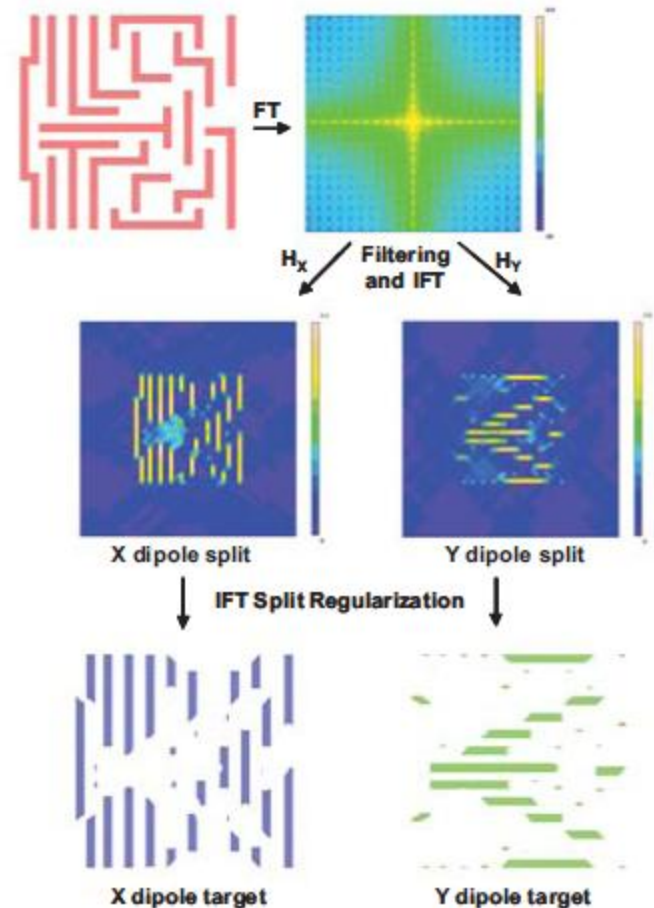 FT
Hx
Filtering
and IFT
HY
X dipole split
Y dipole split
IFT Split Regularization
X dipole target
Y dipole target